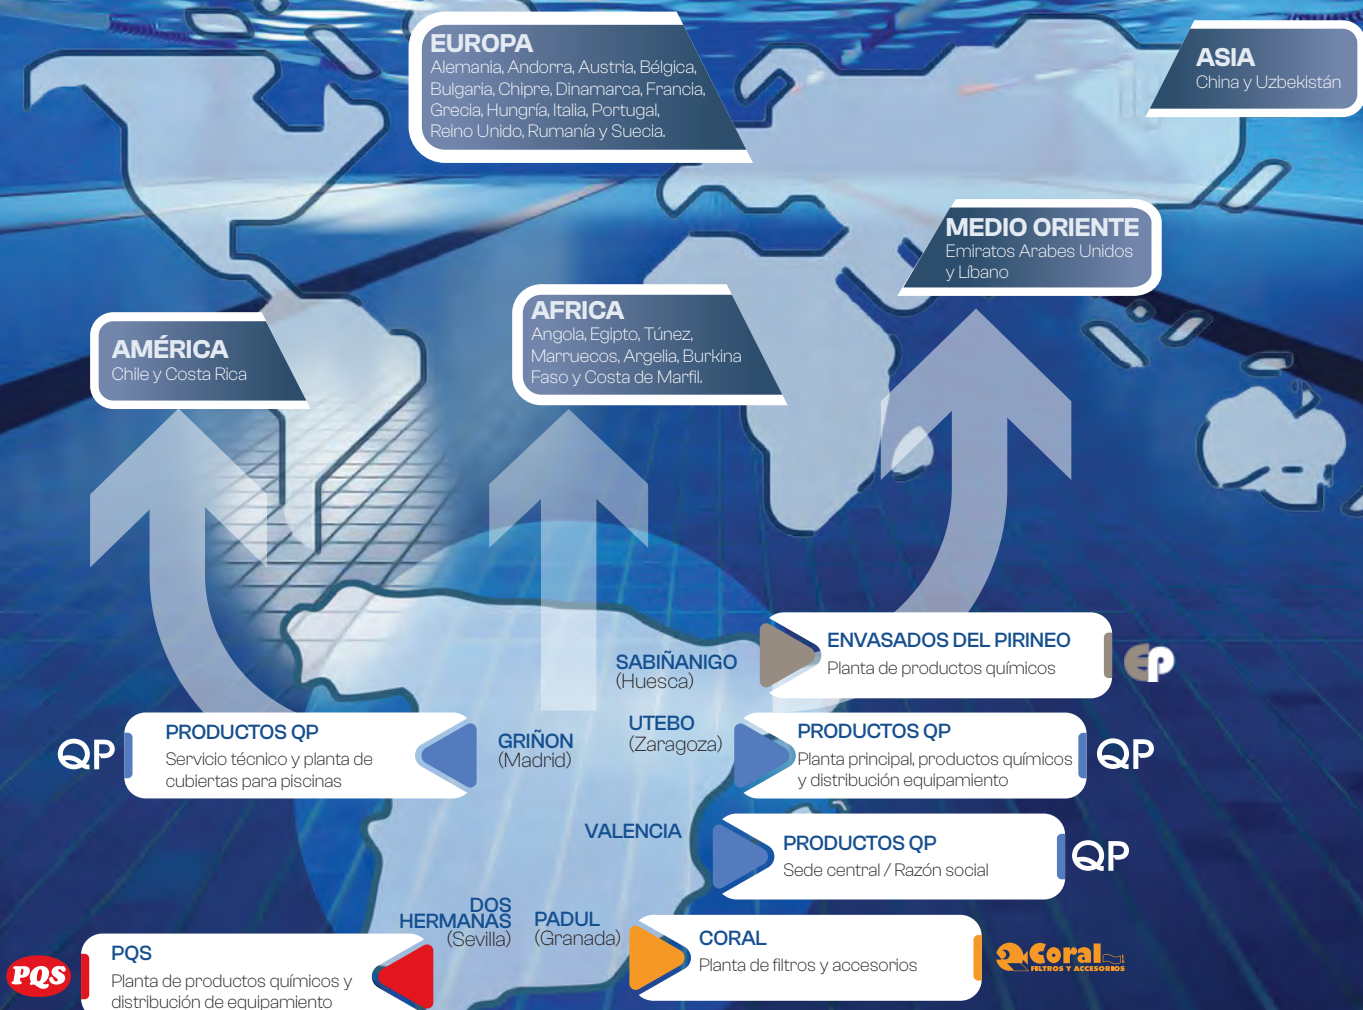 EUROPA
Alemania, Andorra, Austria, Bélgica,
Bulgaria, Chipre, Dinamarca, Francia,
Grecia, Hungría, Italia, Portugal,
Reino Unido, Rumanía y Suecia.
ASIA
China y Uzbekistán
MEDIO ORIENTE
Emiratos Arabes Unidos
y Líbano
AFRICA
Angola, Egipto, Túnez,
Marruecos, Argelia, Burkina
Faso y Costa de Marfil.
AMÉRICA
Chile y Costa Rica
SABIÑANIGO
(Huesca)
ENVASADOS DEL PIRINEO
Planta de productos químicos
EP
QP
PRODUCTOS QP
Servicio técnico y planta de
cubiertas para piscinas
GRIÑON
(Madrid)
UTEBO
(Zaragoza)
PRODUCTOS QP
Planta principal, productos químicos
y distribución equipamiento
QP
VALENCIA
PRODUCTOS QP
Sede central / Razón social
QP
DOS
HERMANAS
(Sevilla)
PADUL
(Granada)
CORAL
Planta de filtros y accesorios
Coral
FILTROS Y ACCESORIOS
PQS
PQS
Planta de productos químicos y
distribución de equipamiento